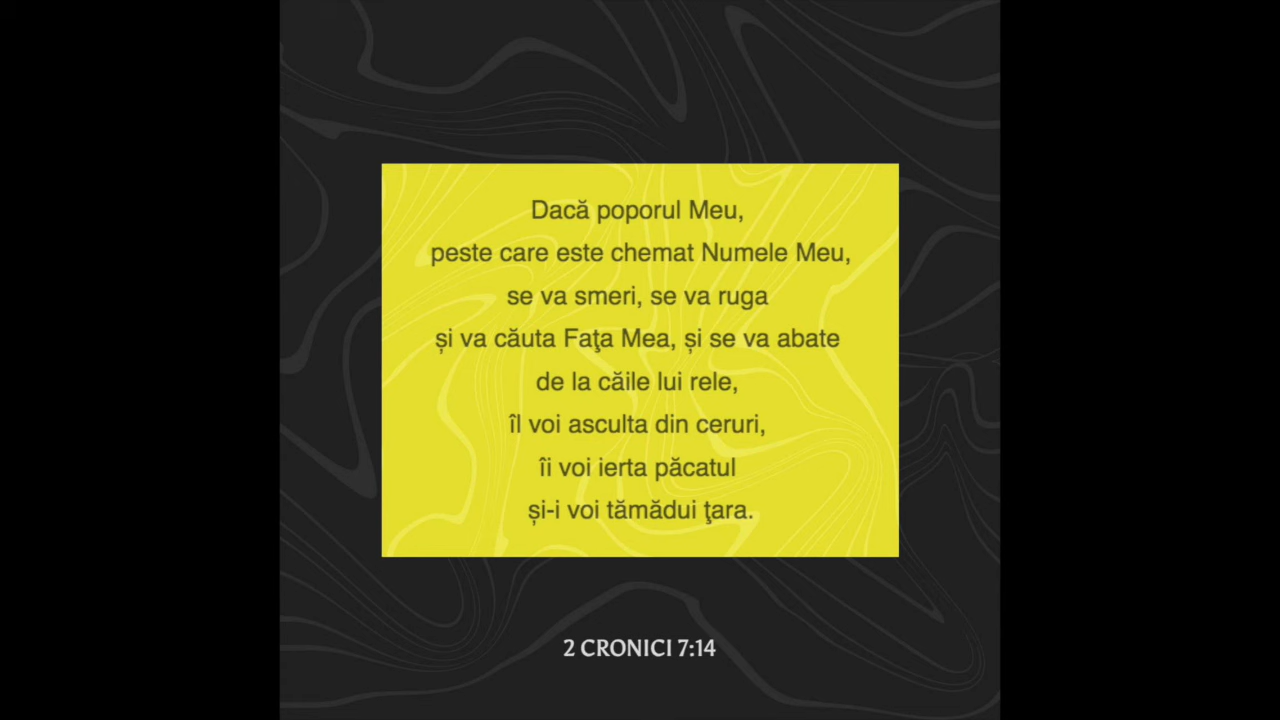 Dacă poporul Meu,
peste care este chemat Numele Meu,
se va smeri, se va ruga
și va căuta Faţa Mea, și se va abate
de la căile lui rele,
îl voi asculta din ceruri,
îi voi ierta păcatul
și-i voi tămădui ţara.
2 CRONICI 7:14